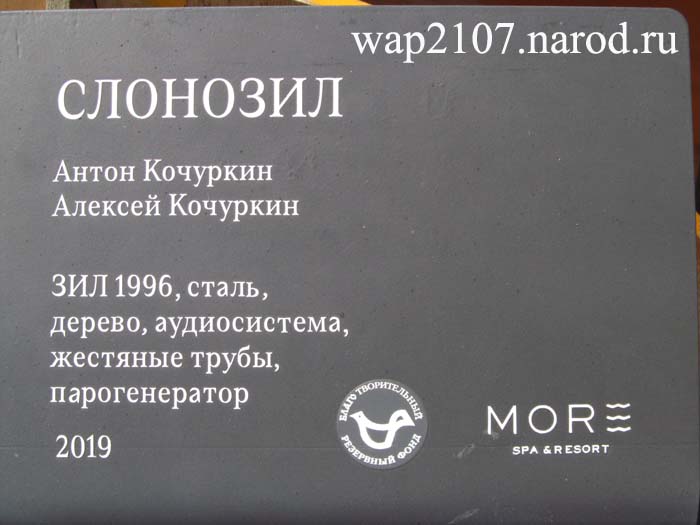 wap2107.narod.ru
СЛОНОЗИЛ
Антон Кочуркин
Алексей Кочуркин
ЗИЛ 1996, сталь,
дерево, аудиосистема,
жестяные трубы,
парогенератор
2019
БЛАГОТВОРИТЕЛЬНЫЙ
РЕЗЕРВНЫЙ ФОНД
MORE
SPA & RESORT